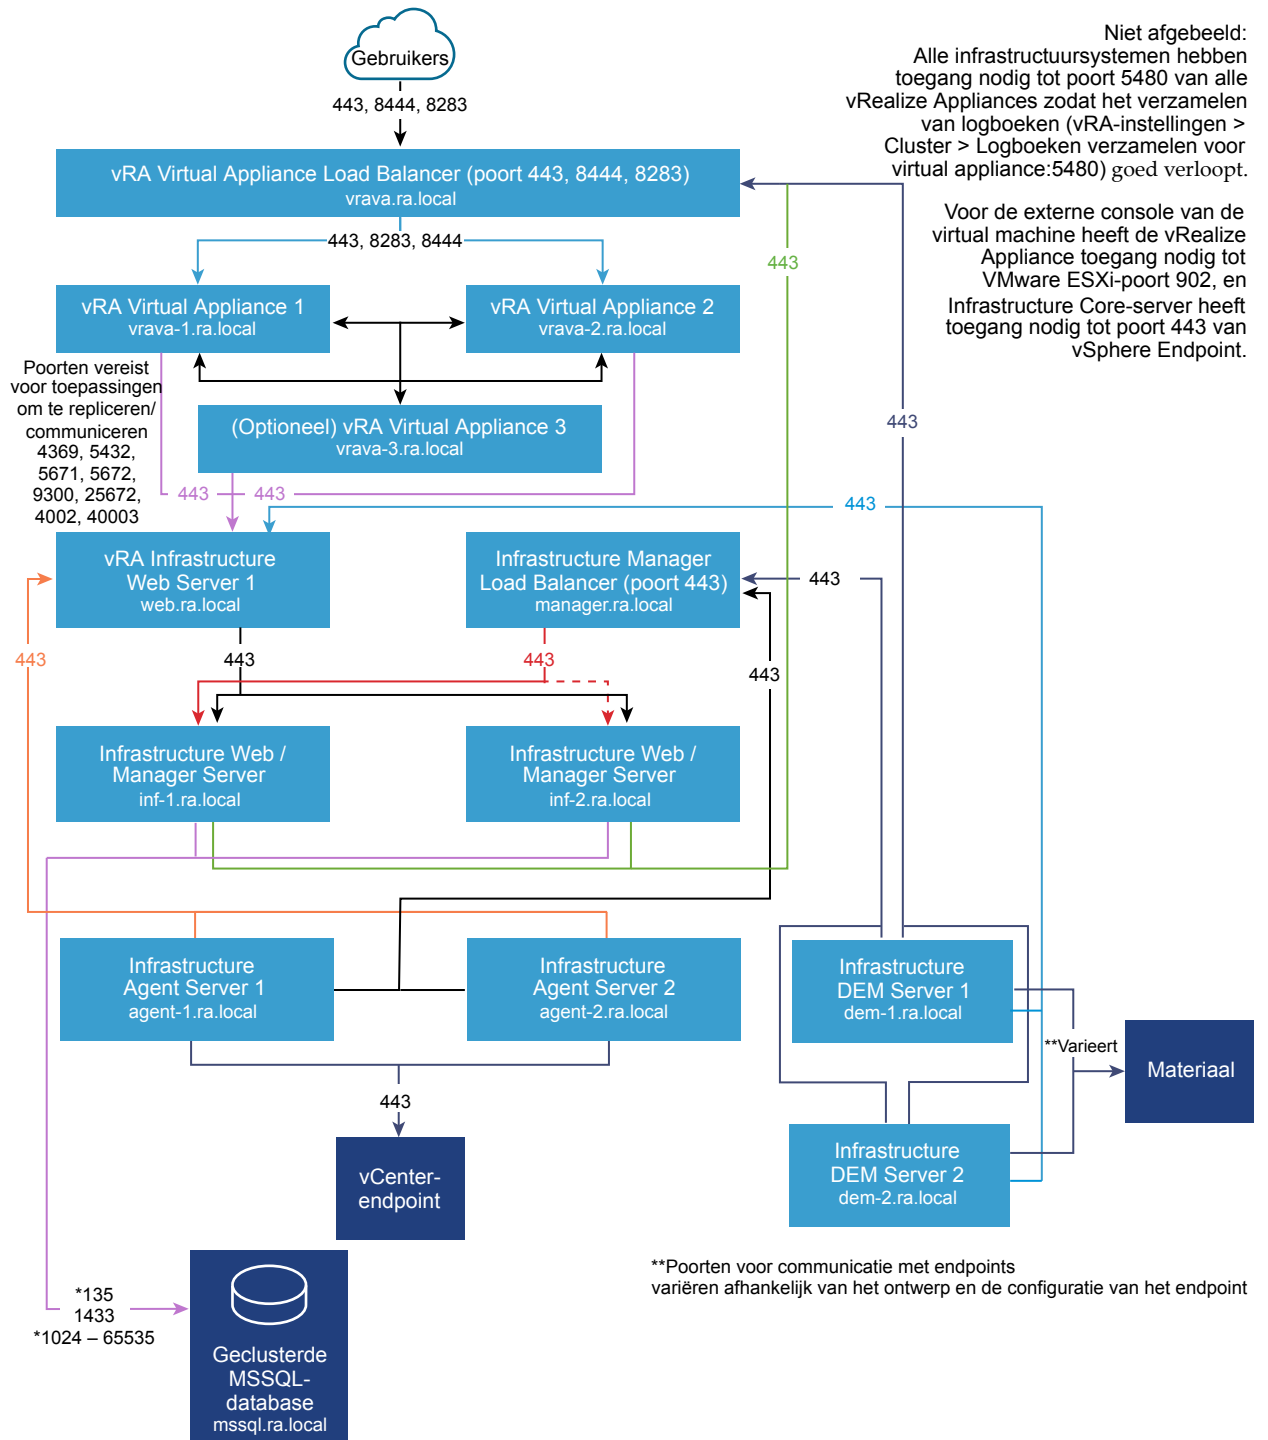 Gebruikers
443, 8444, 8283
Niet afgebeeld:
Alle infrastructuursystemen hebben
toegang nodig tot poort 5480 van alle
vRealize Appliances zodat het verzamelen
van logboeken (vRA-instellingen >
Cluster > Logboeken verzamelen voor
virtual appliance:5480) goed verloopt.
Voor de externe console van de
virtual machine heeft de vRealize
Appliance toegang nodig tot
VMware ESXi-poort 902, en
Infrastructure Core-server heeft
toegang nodig tot poort 443 van
vSphere Endpoint.
vRA Virtual Appliance Load Balancer (poort 443, 8444, 8283)
vrava.ra.local
443, 8283, 8444
443
vRA Virtual Appliance 1
vrava-1.ra.local
vRA Virtual Appliance 2
vrava-2.ra.local
Poorten vereist
voor toepassingen
om te repliceren/
communiceren
4369, 5432,
5671, 5672,
9300, 25672,
4002, 40003
(Optioneel) vRA Virtual Appliance 3
vrava-3.ra.local
443
443
443
443
vRA Infrastructure
Web Server 1
web.ra.local
Infrastructure Manager
Load Balancer (poort 443)
manager.ra.local
443
443
443
443
443
Infrastructure Web /
Manager Server
inf-1.ra.local
Infrastructure Web /
Manager Server
inf-2.ra.local
Infrastructure
Agent Server 1
agent-1.ra.local
Infrastructure
Agent Server 2
agent-2.ra.local
Infrastructure
DEM Server 1
dem-1.ra.local
**Varieert
Materiaal
443
vCenter-
endpoint
Infrastructure
DEM Server 2
dem-2.ra.local
**Poorten voor communicatie met endpoints
variëren afhankelijk van het ontwerp en de configuratie van het endpoint
*135
1433
*1024 – 65535
Geclusterde
MSSQL-
database
mssql.ra.local